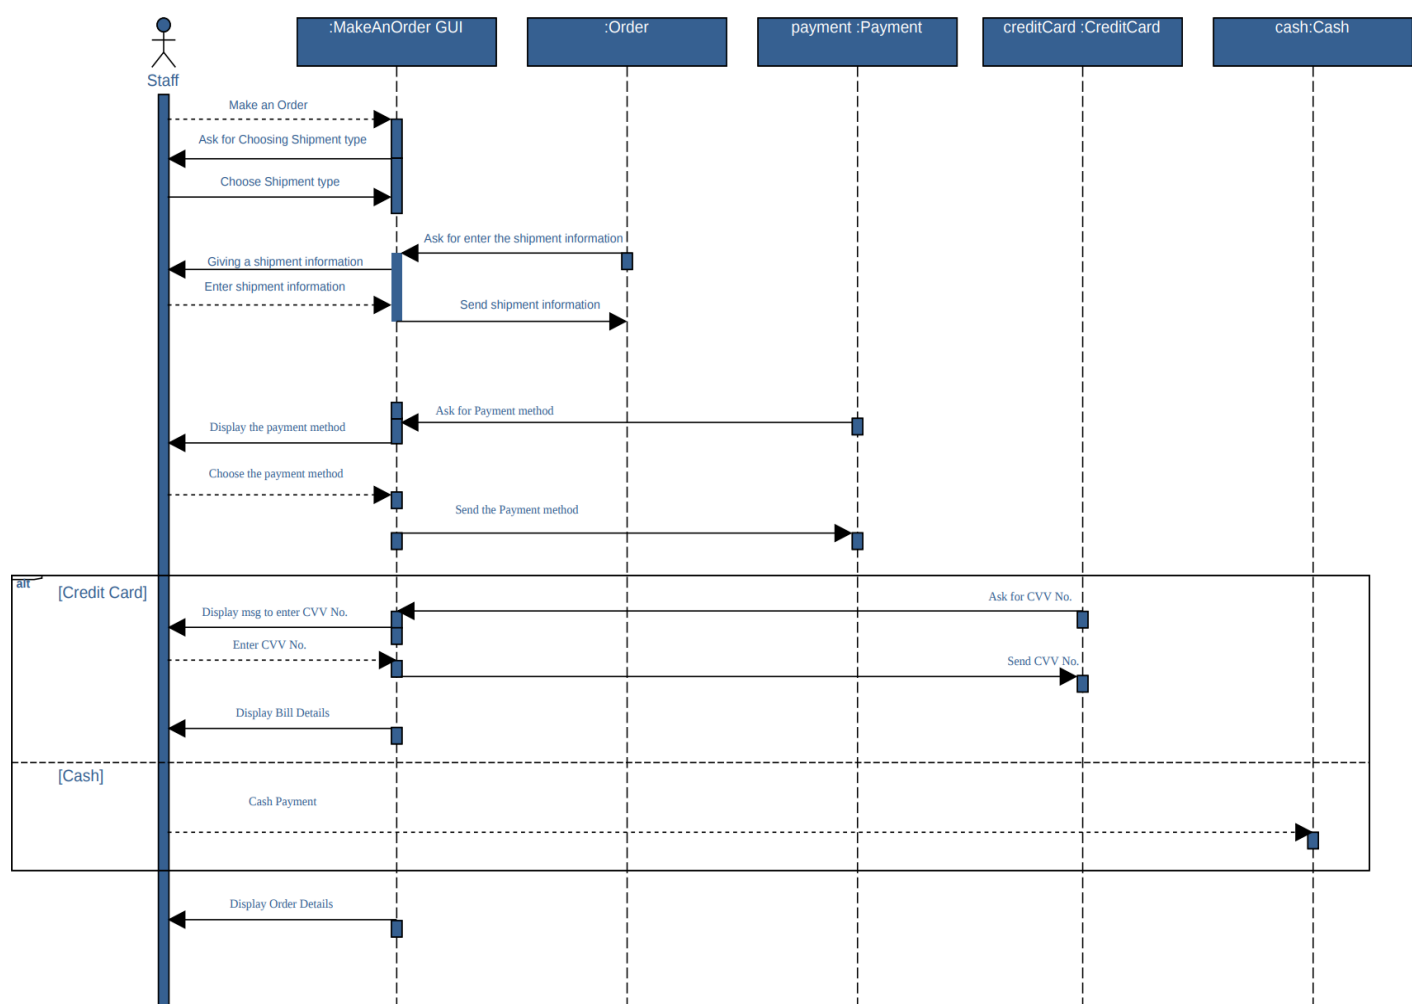 :MakeAnOrder GUI
:Order
payment :Payment
creditCard :CreditCard
cash:Cash
Staff
Make an Order
Ask for Choosing Shipment type
Choose Shipment type
Ask for enter the shipment information
Giving a shipment information
Enter shipment information
Send shipment information
Ask for Payment method
Display the payment method
Choose the payment method
Send the Payment method
alt
[Credit Card]
Ask for CVV No.
Display msg to enter CVV No.
Enter CVV No.
Send CVV No.
Display Bill Details
[Cash]
Cash Payment
Display Order Details